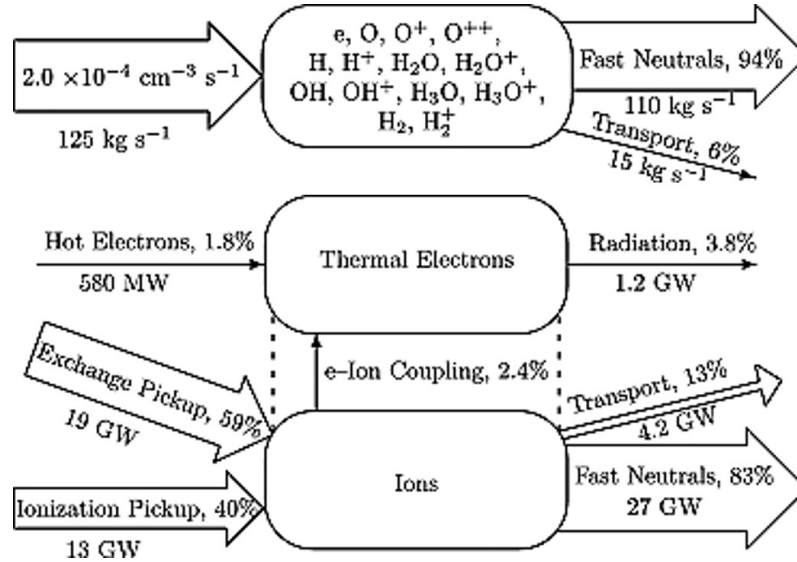 e, O, O⁺, O⁺⁺,
H, H⁺, H₂O, H₂O⁺,
OH, OH⁺, H₃O, H₃O⁺,
H₂, H₂⁺
2.0 ×10⁻⁴ cm⁻³ s⁻¹
125 kg s⁻¹
Fast Neutrals, 94%
110 kg s⁻¹
Transport, 6%
15 kg s⁻¹
Hot Electrons, 1.8%
580 MW
Thermal Electrons
Radiation, 3.8%
1.2 GW
Exchange Pickup, 59%
19 GW
e–Ion Coupling, 2.4%
Transport, 13%
4.2 GW
Ionization Pickup, 40%
13 GW
Ions
Fast Neutrals, 83%
27 GW